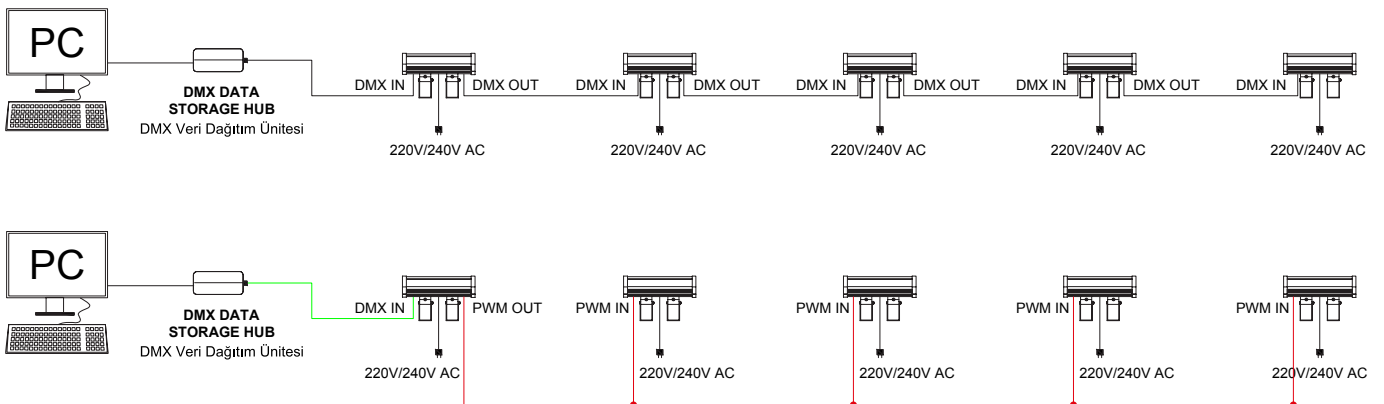 PC
DMX DATA
STORAGE HUB
DMX Veri Dağıtım Ünitesi
DMX IN
DMX OUT
DMX IN
DMX OUT
DMX IN
DMX OUT
DMX IN
DMX OUT
DMX IN
220V/240V AC
220V/240V AC
220V/240V AC
220V/240V AC
220V/240V AC
PC
DMX DATA
STORAGE HUB
DMX Veri Dağıtım Ünitesi
DMX IN
PWM OUT
PWM IN
PWM IN
PWM IN
PWM IN
220V/240V AC
220V/240V AC
220V/240V AC
220V/240V AC
220V/240V AC